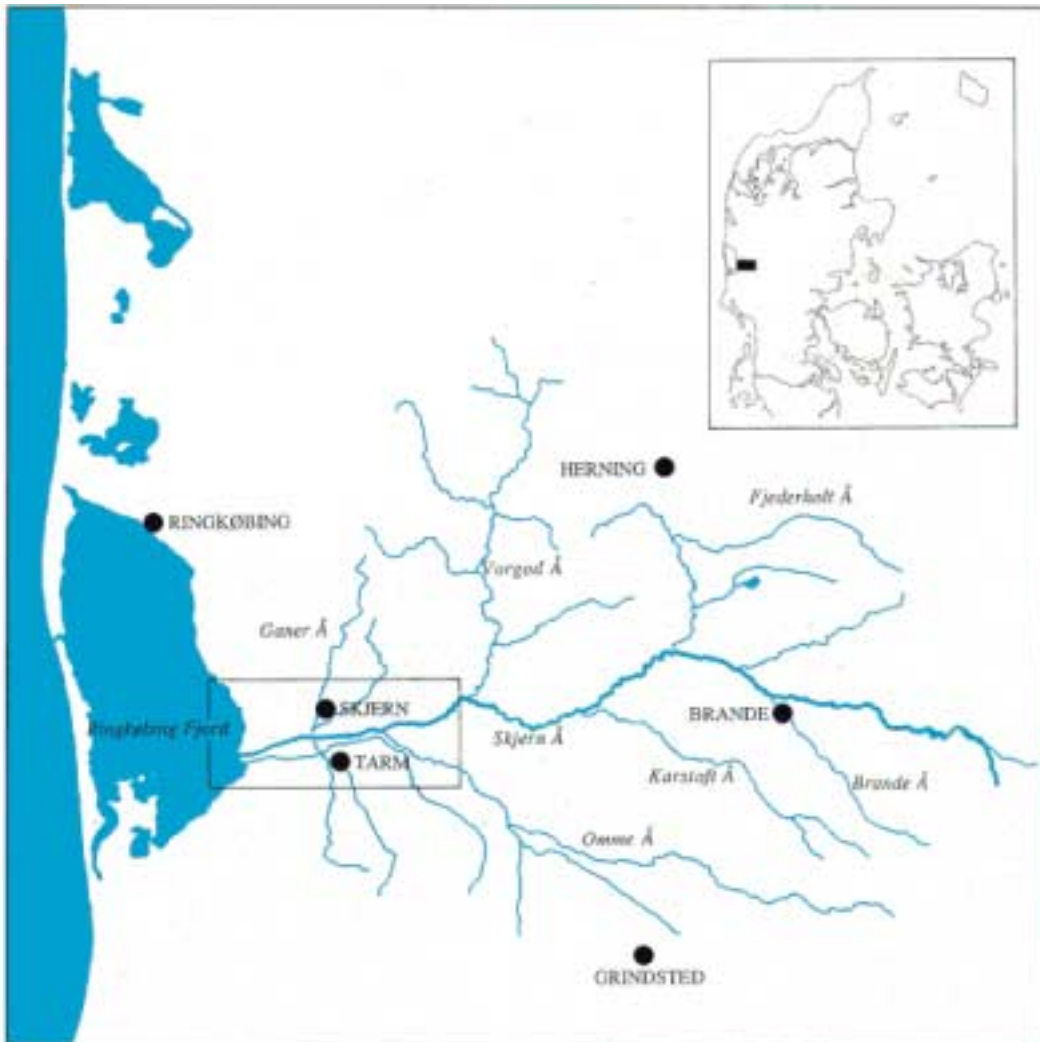 HERNING
Fjederholt Å
RINGKØBING
Vorgod Å
Ganer Å
SKJERN
BRANDE
Ringkøbing Fjord
Skjern Å
TARM
Karstoft Å
Brande Å
Omme Å
GRINDSTED